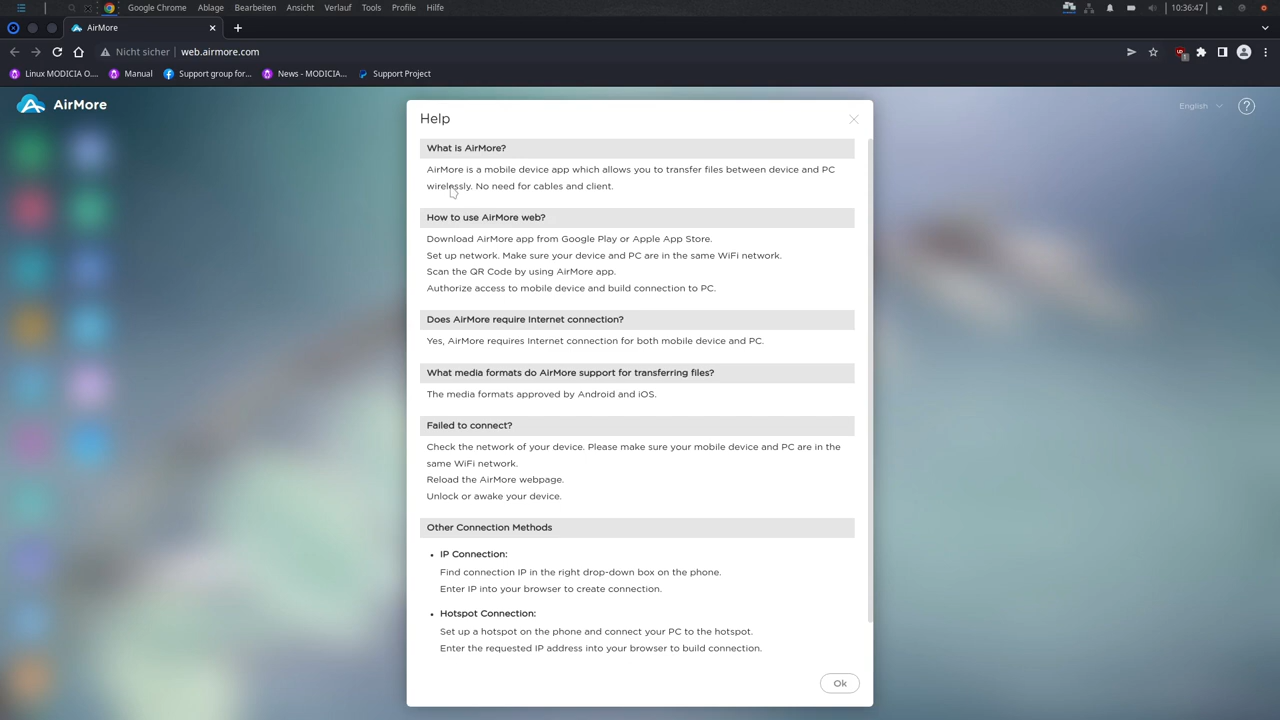 Google Chrome Ablage Bearbeiten Ansicht Verlauf Tools Profile Hilfe 10:36:47
AirMore
Nicht sicher web.airmore.com
Linux MODICIA O.... Manual Support group for... News - MODICIA... Support Project
AirMore English ?
Help
What is AirMore?
AirMore is a mobile device app which allows you to transfer files between device and PC
wirelessly. No need for cables and client.
How to use AirMore web?
Download AirMore app from Google Play or Apple App Store.
Set up network. Make sure your device and PC are in the same WiFi network.
Scan the QR Code by using AirMore app.
Authorize access to mobile device and build connection to PC.
Does AirMore require Internet connection?
Yes, AirMore requires Internet connection for both mobile device and PC.
What media formats do AirMore support for transferring files?
The media formats approved by Android and iOS.
Failed to connect?
Check the network of your device. Please make sure your mobile device and PC are in the
same WiFi network.
Reload the AirMore webpage.
Unlock or awake your device.
Other Connection Methods
• IP Connection:
Find connection IP in the right drop-down box on the phone.
Enter IP into your browser to create connection.
• Hotspot Connection:
Set up a hotspot on the phone and connect your PC to the hotspot.
Enter the requested IP address into your browser to build connection.
Ok